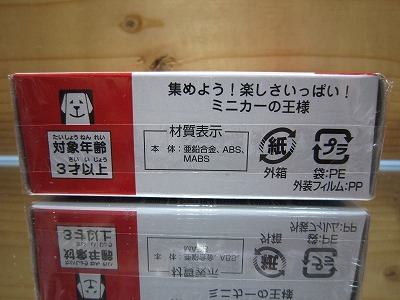 集めよう!楽しさいっぱい!
ミニカーの王様
たいしょうねんれい
対象年齢
さいいじょう
3才以上
材質表示
本 体:亜鉛合金、ABS、
MABS
紙
外箱
プラ
袋:PE
外装フィルム:PP